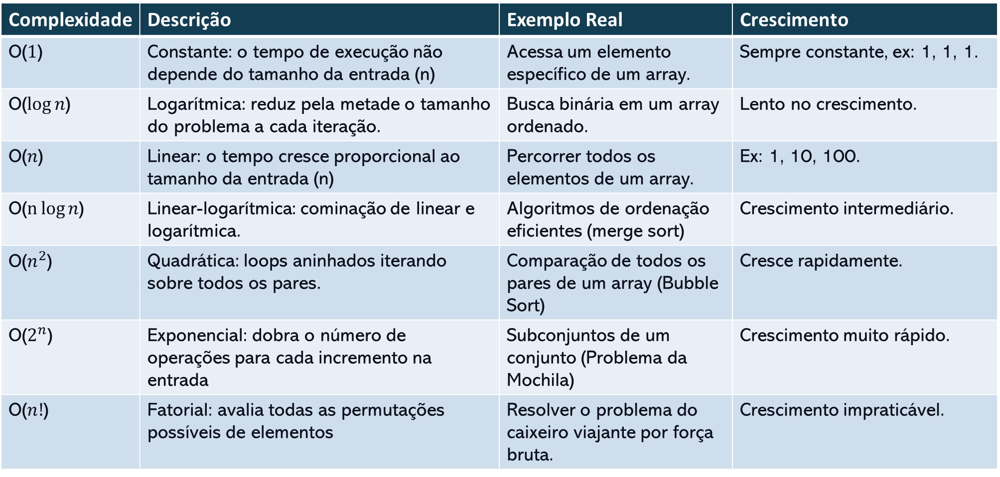 Complexidade Descrição Exemplo Real Crescimento
O(1)
Constante: o tempo de execução não
depende do tamanho da entrada (n)
Acessa um elemento
específico de um array.
Sempre constante, ex: 1, 1, 1.
O(log n)
Logarítmica: reduz pela metade o tamanho
do problema a cada iteração.
Busca binária em um array
ordenado.
Lento no crescimento.
O(n)
Linear: o tempo cresce proporcional ao
tamanho da entrada (n)
Percorrer todos os
elementos de um array.
Ex: 1, 10, 100.
O(n log n)
Linear-logarítmica: cominação de linear e
logarítmica.
Algoritmos de ordenação
eficientes (merge sort)
Crescimento intermediário.
O(n²)
Quadrática: loops aninhados iterando
sobre todos os pares.
Comparação de todos os
pares de um array (Bubble
Sort)
Cresce rapidamente.
O(2ⁿ)
Exponencial: dobra o número de
operações para cada incremento na
entrada
Subconjuntos de um
conjunto (Problema da
Mochila)
Crescimento muito rápido.
O(n!)
Fatorial: avalia todas as permutações
possíveis de elementos
Resolver o problema do
caixeiro viajante por força
bruta.
Crescimento impraticável.